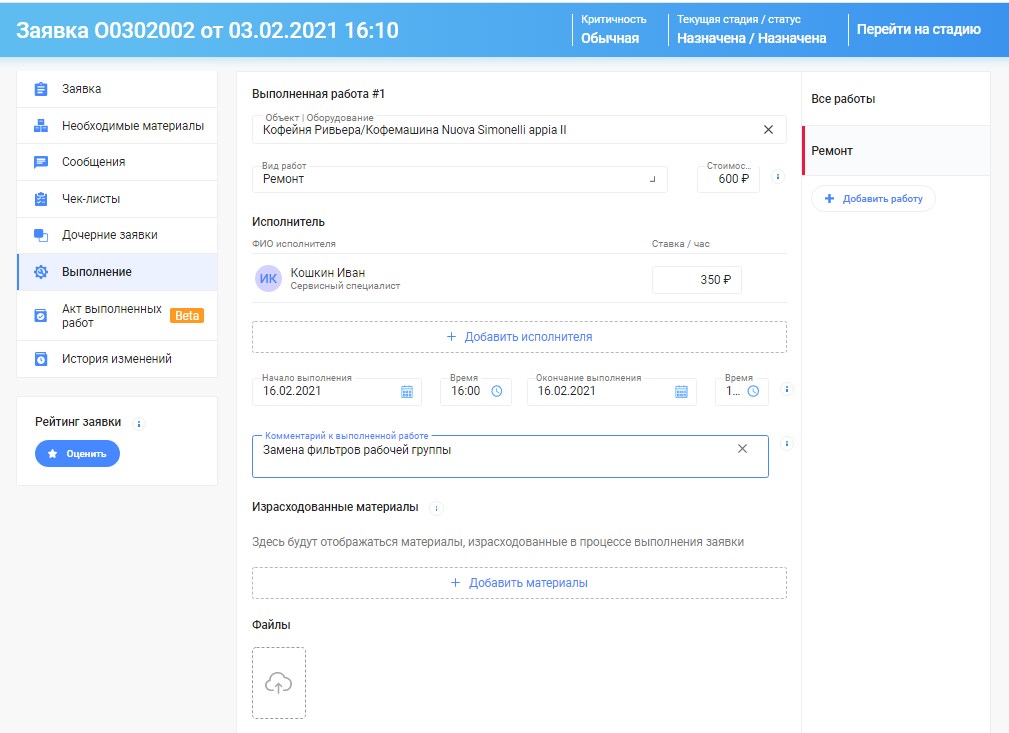 Заявка О0302002 от 03.02.2021 16:10
Критичность
Обычная
Текущая стадия / статус
Назначена / Назначена
Перейти на стадию
Заявка
Необходимые материалы
Сообщения
Чек-листы
Дочерние заявки
Выполнение
Акт выполненных
работ
Beta
История изменений
Рейтинг заявки
Оценить
Выполненная работа #1
Объект | Оборудование
Кофейня Ривьера/Кофемашина Nuova Simonelli appia II
Вид работ
Ремонт
Стоимос...
600 ₽
Исполнитель
ФИО исполнителя
Ставка / час
ИК
Кошкин Иван
Сервисный специалист
350 ₽
+ Добавить исполнителя
Начало выполнения
16.02.2021
Время
16:00
Окончание выполнения
16.02.2021
Время
1...
Комментарий к выполненной работе
Замена фильтров рабочей группы
Израсходованные материалы
Здесь будут отображаться материалы, израсходованные в процессе выполнения заявки
+ Добавить материалы
Файлы
Все работы
Ремонт
+ Добавить работу